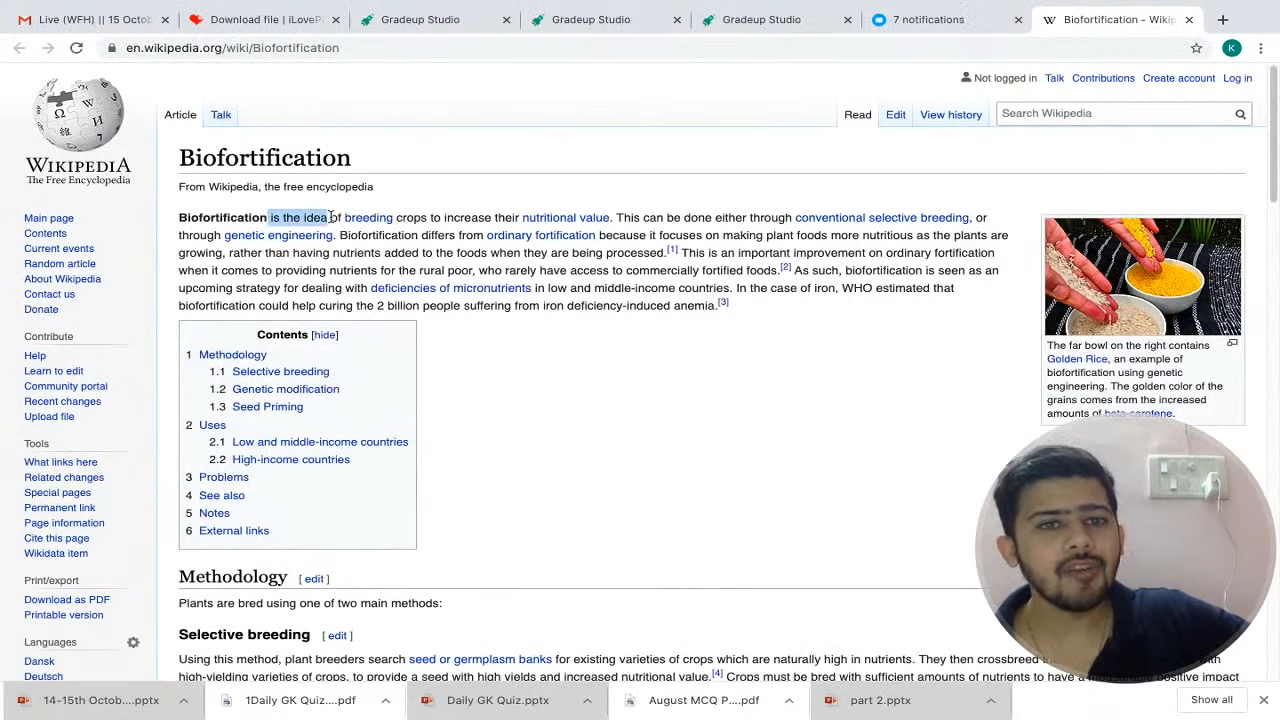 Live (WFH) || 15 Octob
Download file | iLoveP
Gradeup Studio
Gradeup Studio
Gradeup Studio
7 notifications
Biofortification - Wikip
en.wikipedia.org/wiki/Biofortification
K
Not logged in Talk Contributions Create account Log in
Article Talk
Read Edit View history
Search Wikipedia
WIKIPEDIA
The Free Encyclopedia
Main page
Contents
Current events
Random article
About Wikipedia
Contact us
Donate
Contribute
Help
Learn to edit
Community portal
Recent changes
Upload file
Tools
What links here
Related changes
Special pages
Permanent link
Page information
Cite this page
Wikidata item
Print/export
Download as PDF
Printable version
Languages
Dansk
Deutsch
Biofortification
From Wikipedia, the free encyclopedia
Biofortification is the idea of breeding crops to increase their nutritional value. This can be done either through conventional selective breeding, or
through genetic engineering. Biofortification differs from ordinary fortification because it focuses on making plant foods more nutritious as the plants are
growing, rather than having nutrients added to the foods when they are being processed.[1] This is an important improvement on ordinary fortification
when it comes to providing nutrients for the rural poor, who rarely have access to commercially fortified foods.[2] As such, biofortification is seen as an
upcoming strategy for dealing with deficiencies of micronutrients in low and middle-income countries. In the case of iron, WHO estimated that
biofortification could help curing the 2 billion people suffering from iron deficiency-induced anemia.[3]
The far bowl on the right contains
Golden Rice, an example of
biofortification using genetic
engineering. The golden color of the
grains comes from the increased
amounts of beta-carotene.
Contents [hide]
1 Methodology
1.1 Selective breeding
1.2 Genetic modification
1.3 Seed Priming
2 Uses
2.1 Low and middle-income countries
2.2 High-income countries
3 Problems
4 See also
5 Notes
6 External links
Methodology [ edit ]
Plants are bred using one of two main methods:
Selective breeding [ edit ]
Using this method, plant breeders search seed or germplasm banks for existing varieties of crops which are naturally high in nutrients. They then crossbreed
high-yielding varieties of crops, to provide a seed with high yields and increased nutritional value.[4] Crops must be bred with sufficient amounts of nutrients to have a measurable positive impact
14-15th Octob....pptx
1Daily GK Quiz....pdf
Daily GK Quiz.pptx
August MCQ P....pdf
part 2.pptx
Show all